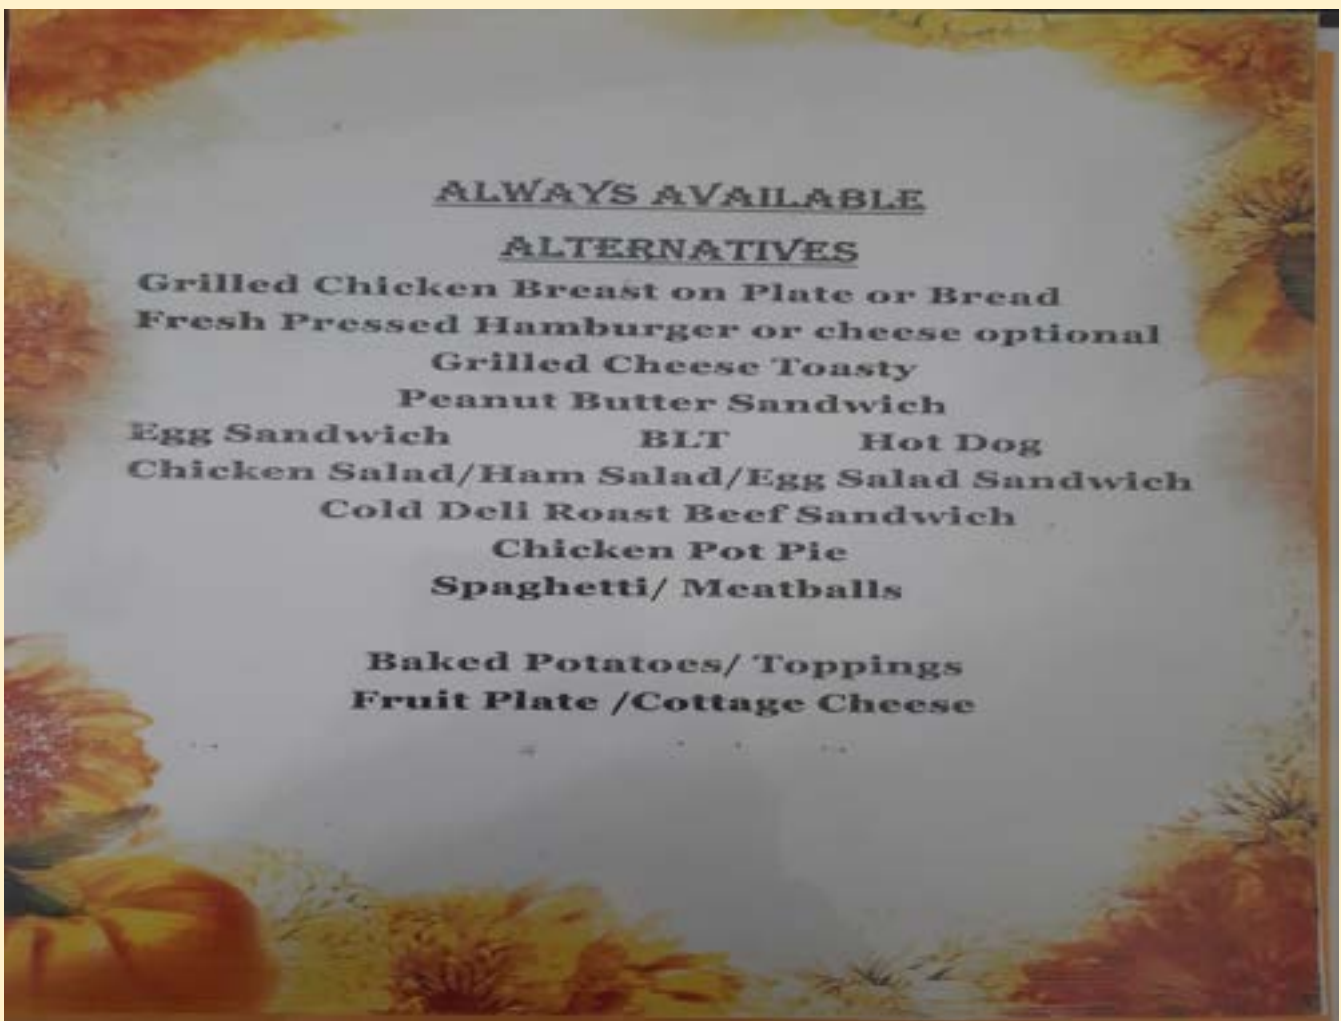 ALWAYS AVAILABLE
ALTERNATIVES
Grilled Chicken Breast on Plate or Bread
Fresh Pressed Hamburger or cheese optional
Grilled Cheese Toasty
Peanut Butter Sandwich
Egg Sandwich BLT Hot Dog
Chicken Salad/Ham Salad/Egg Salad Sandwich
Cold Deli Roast Beef Sandwich
Chicken Pot Pie
Spaghetti/ Meatballs
Baked Potatoes/ Toppings
Fruit Plate /Cottage Cheese